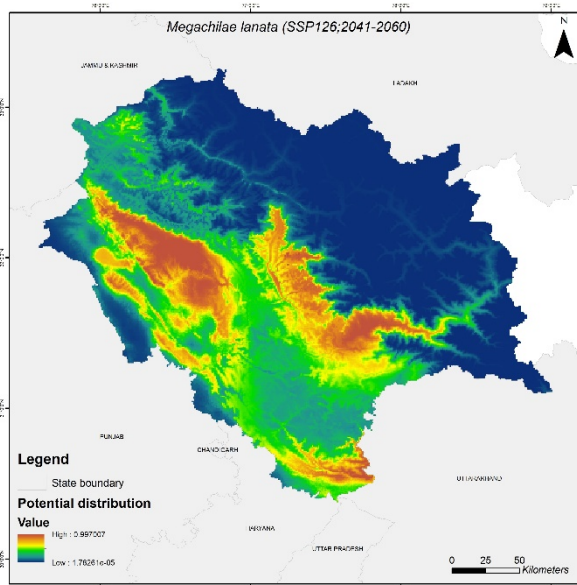 Megachilae lanata (SSP126;2041-2060)
N
JAMMU & KASHMIR
LADAKH
PUNJAB
CHANDIGARH
UTTARAKHAND
HARYANA
UTTAR PRADESH
Legend
State boundary
Potential distribution
Value
High : 0.997007
Low : 1.78261e-05
0 25 50
Kilometers